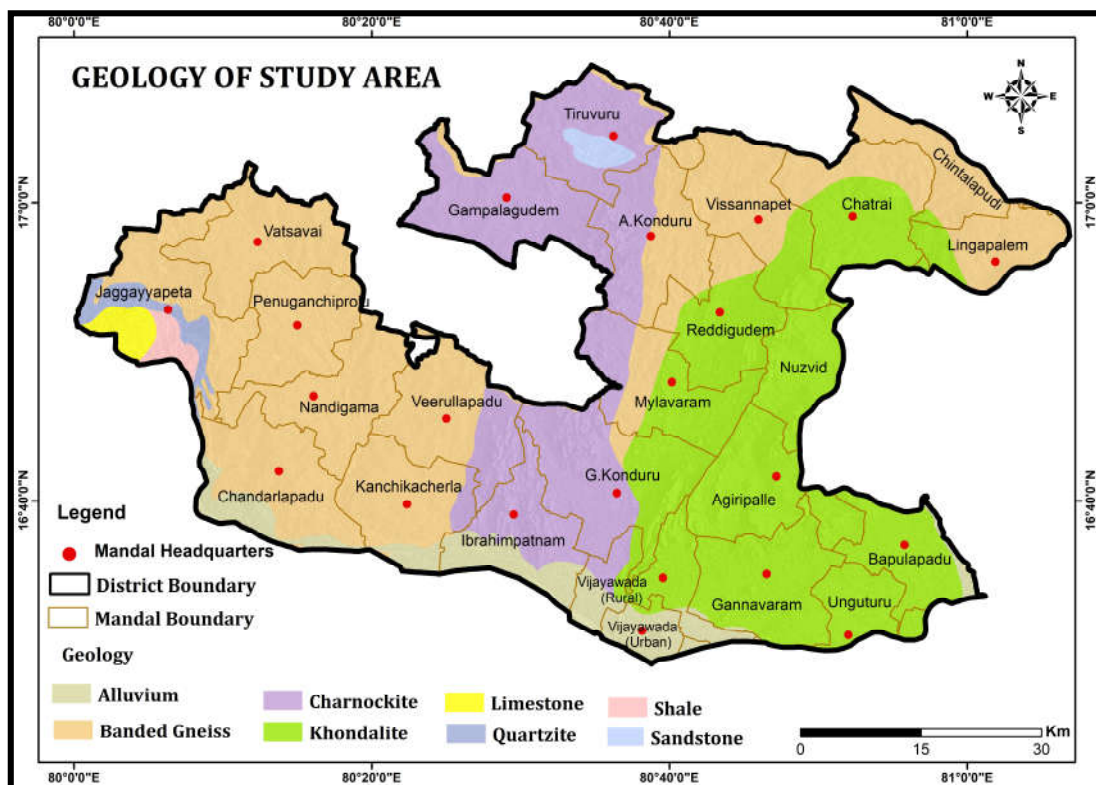 80°0'0"E 80°20'0"E 80°40'0"E 81°0'0"E
GEOLOGY OF STUDY AREA
N
W E
S
Tiruvuru
Chintalapudi
17°0'0"N
17°0'0"N
Gampalagudem
A.Konduru
Vissannapet
Chatrai
Lingapalem
Vatsavai
Jaggayyapeta
Penuganchiprolu
Reddigudem
Nuzvid
Mylavaram
Nandigama
Veerullapadu
G.Konduru
Chandarlapadu
Kanchikacherla
Agiripalle
16°40'0"N
16°40'0"N
Ibrahimpatnam
Bapulapadu
Vijayawada
(Rural)
Gannavaram
Unguturu
Vijayawada
(Urban)
Legend
Mandal Headquarters
District Boundary
Mandal Boundary
Geology
Alluvium
Charnockite
Limestone
Shale
Banded Gneiss
Khondalite
Quartzite
Sandstone
Km
0 15 30
80°0'0"E 80°20'0"E 80°40'0"E 81°0'0"E